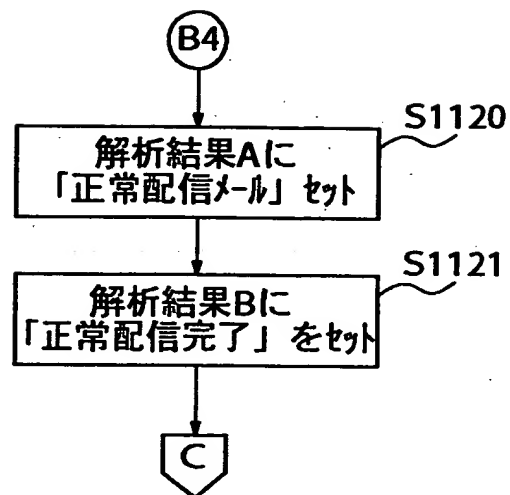 B4
S1120
解析結果Aに
「正常配信メール」セット
S1121
解析結果Bに
「正常配信完了」をセット
C